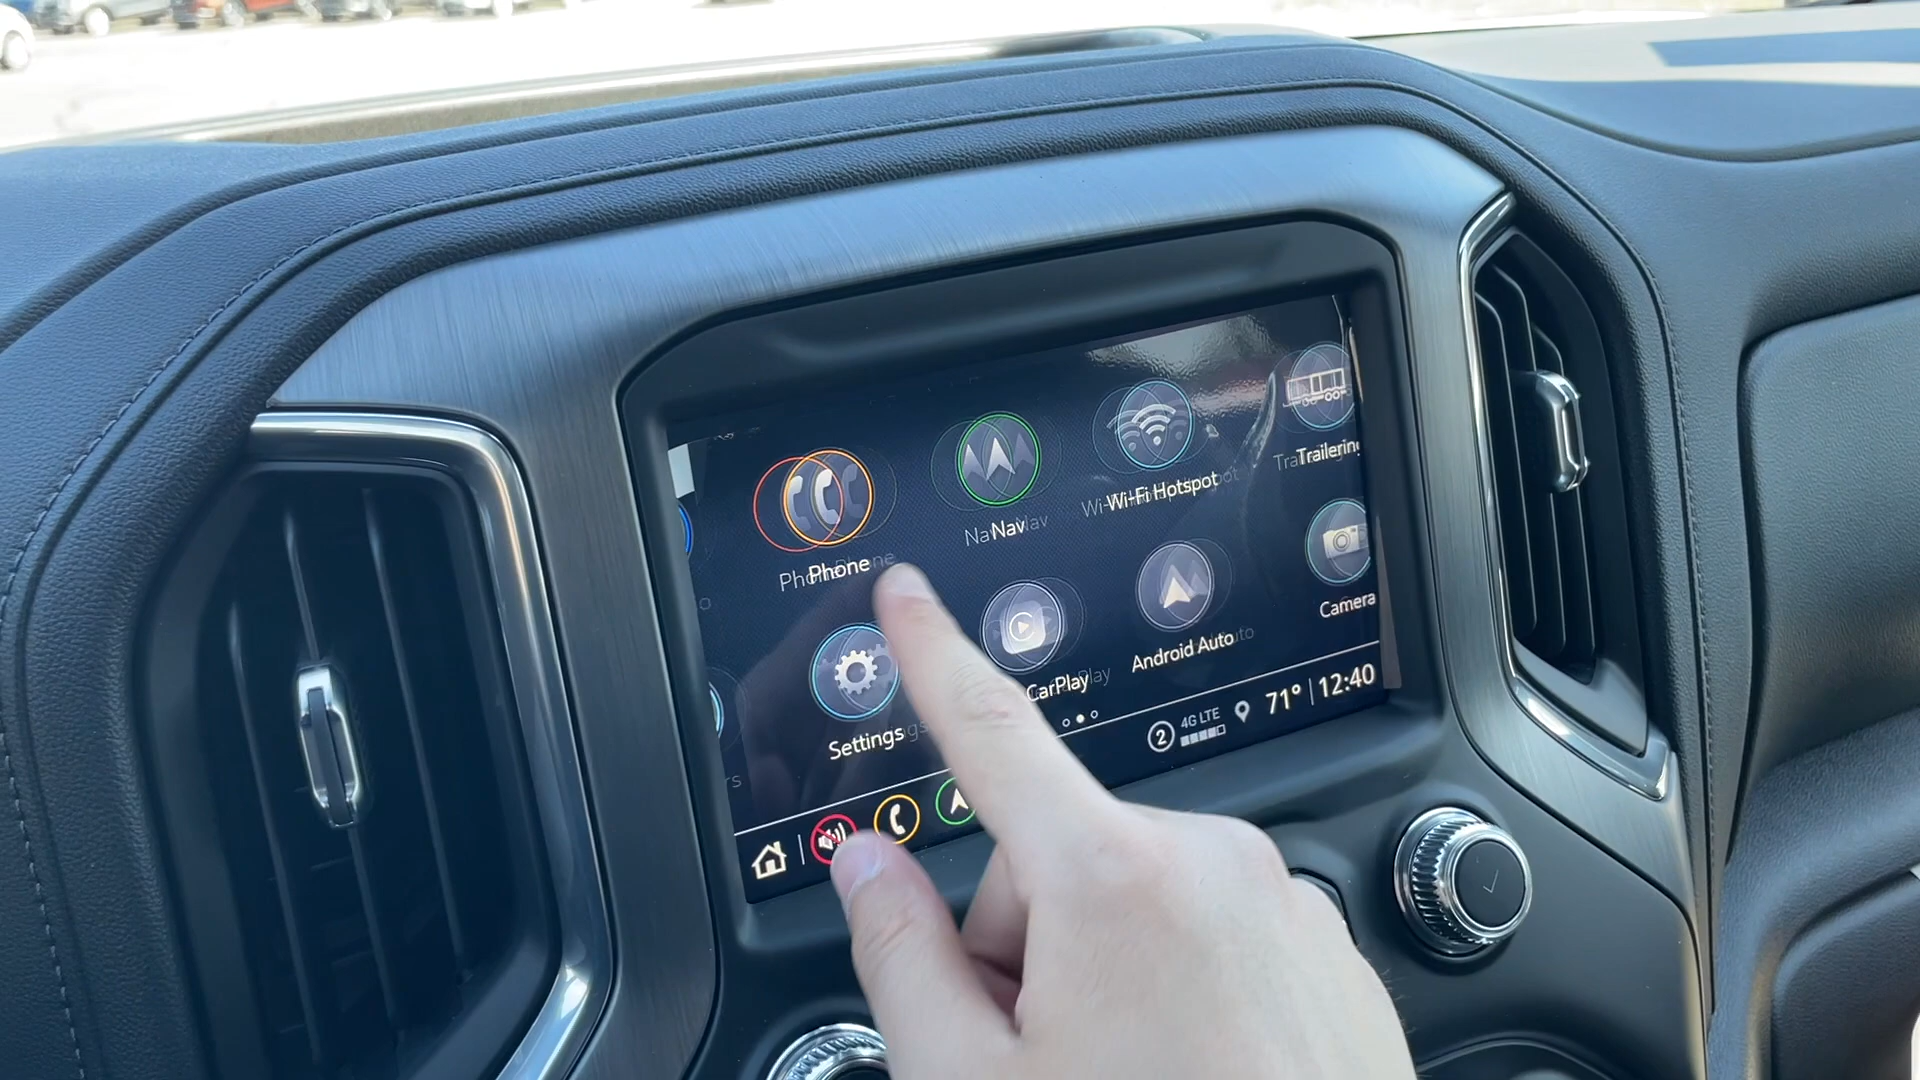 Phone
Nav
Wi-Fi Hotspot
Trailering
Settings
CarPlay
Android Auto
Camera
2
4G LTE
71°
12:40